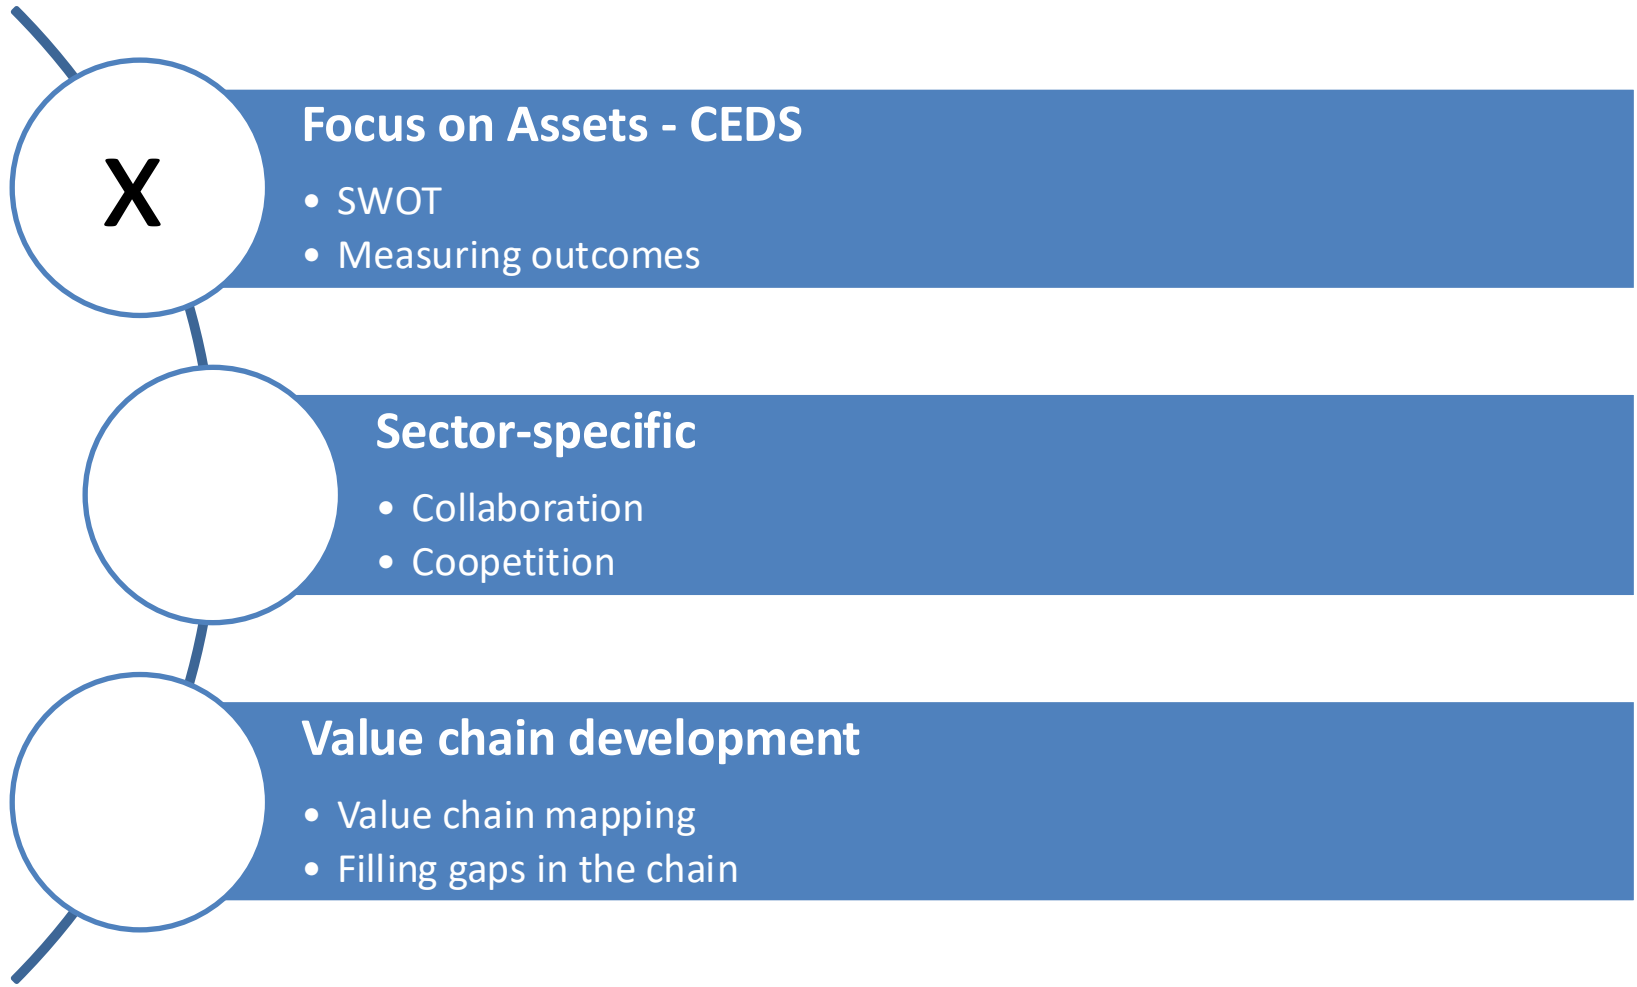 X
Focus on Assets - CEDS
• SWOT
• Measuring outcomes
Sector-specific
• Collaboration
• Coopetition
Value chain development
• Value chain mapping
• Filling gaps in the chain